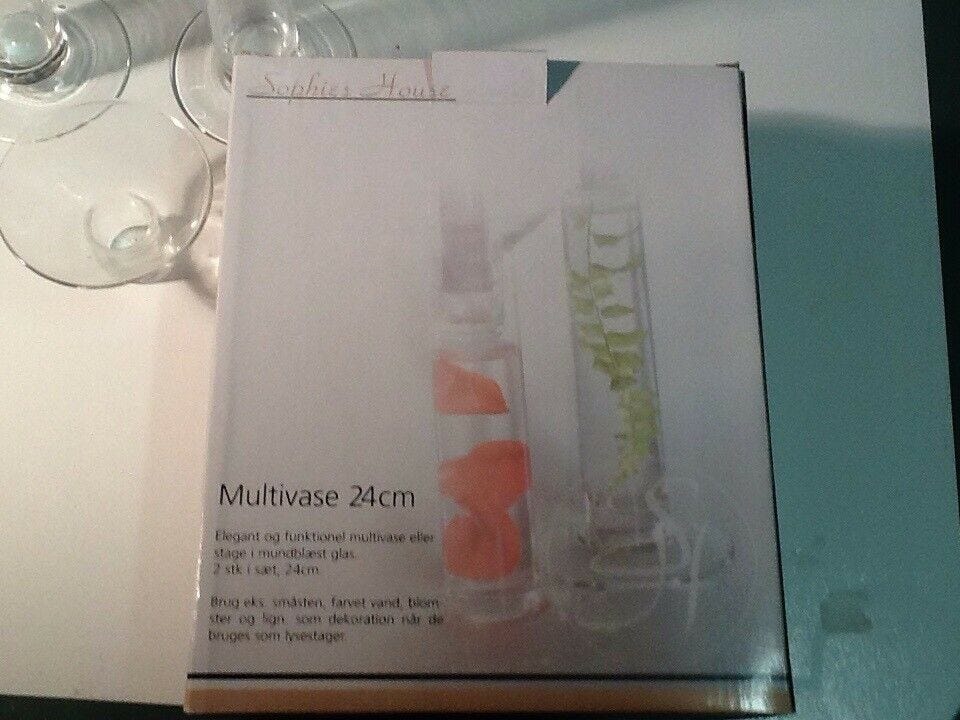 Sophies House
Multivase 24cm
Elegant og funktionel multivase eller
stage i mundblæst glas.
2 stk i sæt, 24cm.
Brug eks. småsten, farvet vand, blom-
ster og lign. som dekoration når de
bruges som lysestager.